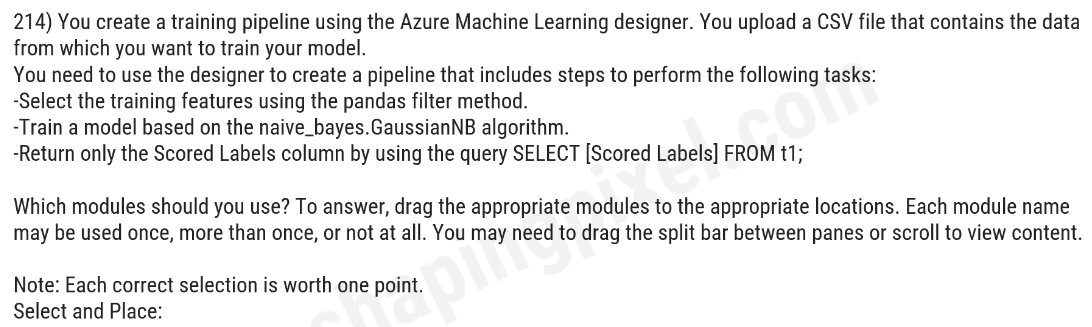 214) You create a training pipeline using the Azure Machine Learning designer. You upload a CSV file that contains the data
from which you want to train your model.
You need to use the designer to create a pipeline that includes steps to perform the following tasks:
-Select the training features using the pandas filter method.
-Train a model based on the naive_bayes.GaussianNB algorithm.
-Return only the Scored Labels column by using the query SELECT [Scored Labels] FROM t1;
Which modules should you use? To answer, drag the appropriate modules to the appropriate locations. Each module name
may be used once, more than once, or not at all. You may need to drag the split bar between panes or scroll to view content.
Note: Each correct selection is worth one point.
Select and Place:
shapingpixel.com